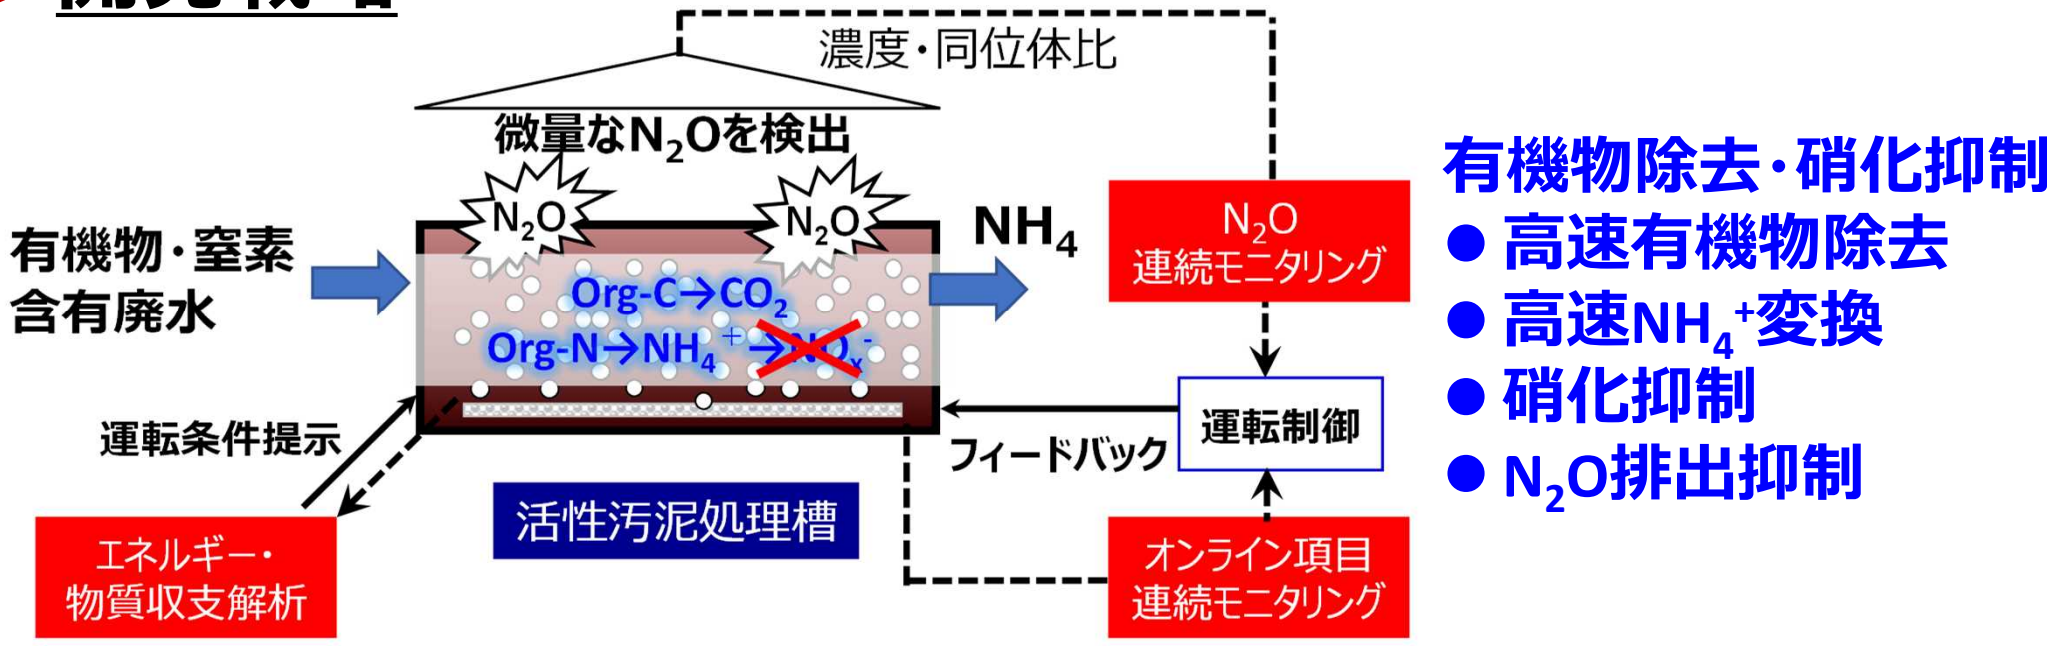 濃度・同位体比
微量なN₂Oを検出
N₂O
N₂O
有機物・窒素
含有廃水
NH₄
Org-C→CO₂
Org-N→NH₄⁺→NOₓ⁻
運転条件提示
エネルギー・
物質収支解析
活性汚泥処理槽
N₂O
連続モニタリング
運転制御
フィードバック
オンライン項目
連続モニタリング
有機物除去・硝化抑制
● 高速有機物除去
● 高速NH₄⁺変換
● 硝化抑制
● N₂O排出抑制